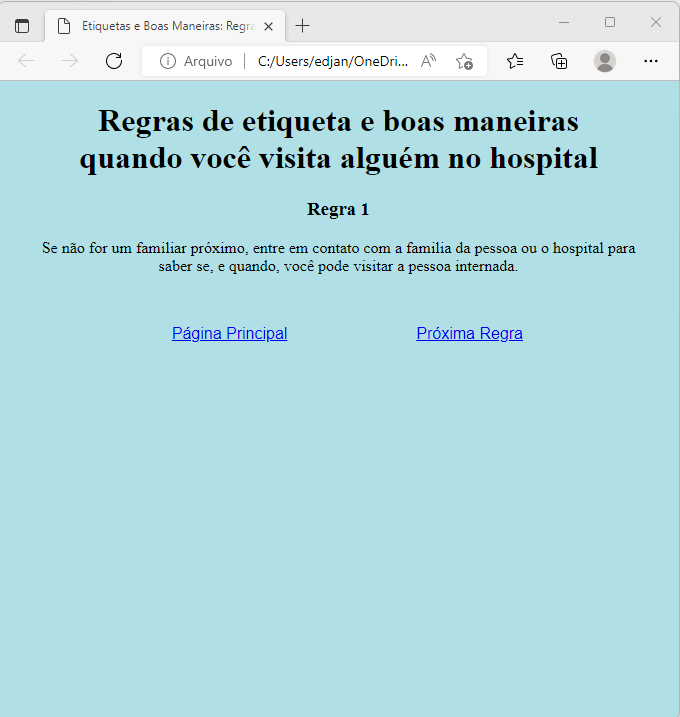 Etiquetas e Boas Maneiras: Regra
Arquivo C:/Users/edjan/OneDri...
Regras de etiqueta e boas maneiras
quando você visita alguém no hospital
Regra 1
Se não for um familiar próximo, entre em contato com a familia da pessoa ou o hospital para
saber se, e quando, você pode visitar a pessoa internada.
Página Principal Próxima Regra